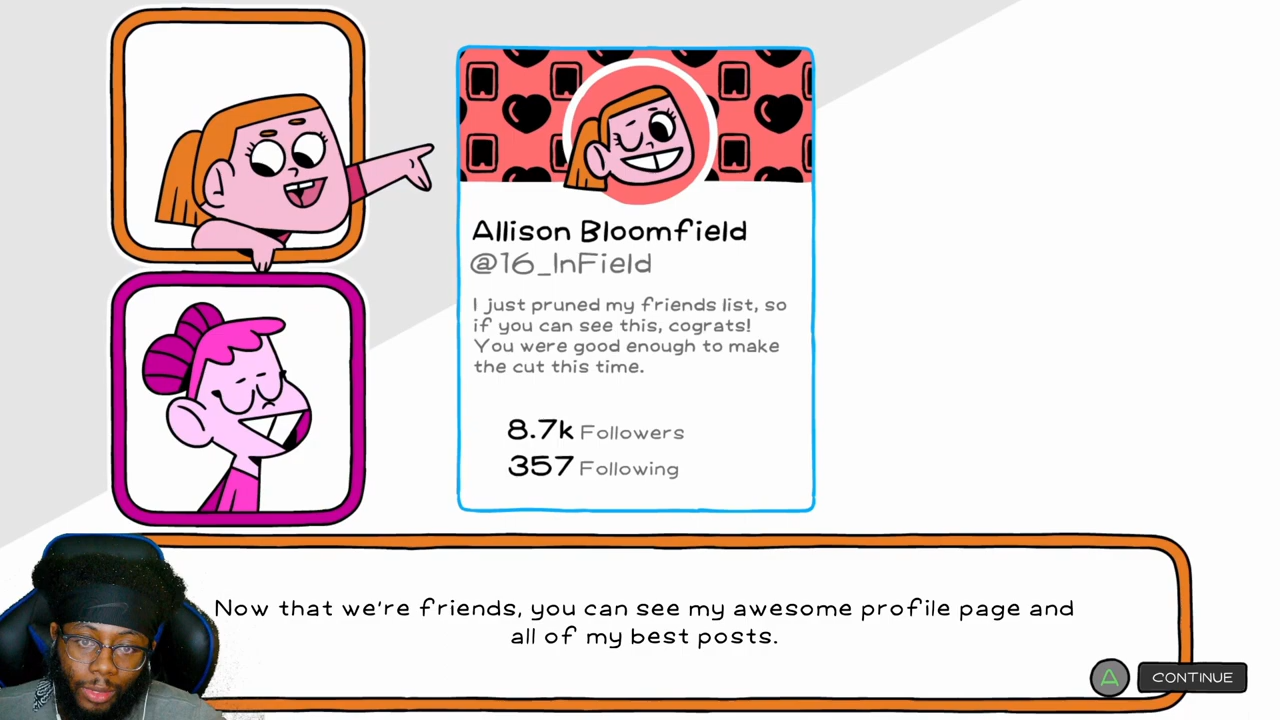 Allison Bloomfield
@16_InField
I just pruned my friends list, so
if you can see this, cograts!
You were good enough to make
the cut this time.
8.7k Followers
357 Following
Now that we're friends, you can see my awesome profile page and
all of my best posts.
A CONTINUE